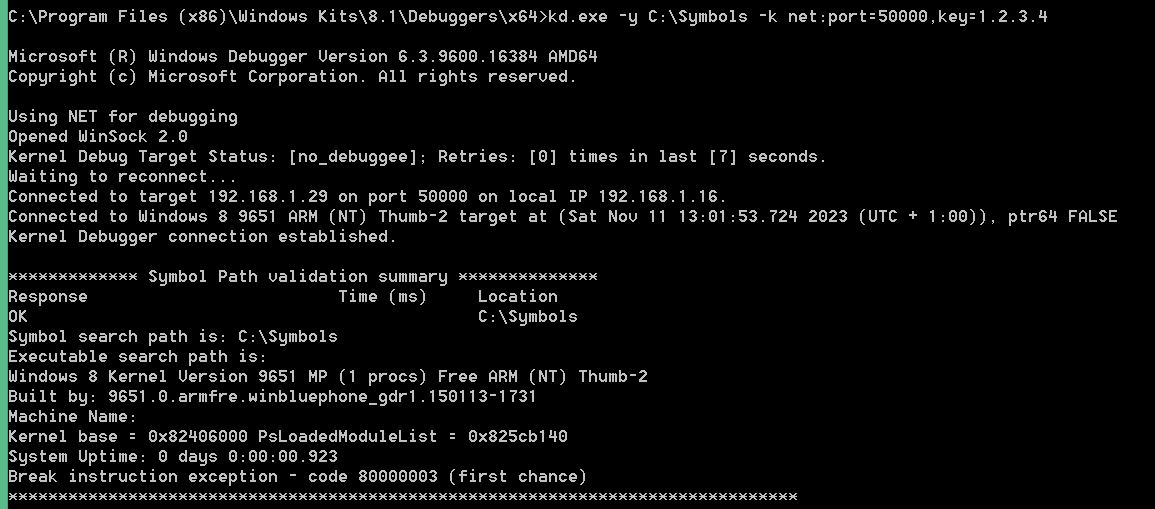 C:\Program Files (x86)\Windows Kits\8.1\Debuggers\x64>kd.exe -y C:\Symbols -k net:port=50000,key=1.2.3.4
Microsoft (R) Windows Debugger Version 6.3.9600.16384 AMD64
Copyright (c) Microsoft Corporation. All rights reserved.
Using NET for debugging
Opened WinSock 2.0
Kernel Debug Target Status: [no_debuggee]; Retries: [0] times in last [7] seconds.
Waiting to reconnect...
Connected to target 192.168.1.29 on port 50000 on local IP 192.168.1.16.
Connected to Windows 8 9651 ARM (NT) Thumb-2 target at (Sat Nov 11 13:01:53.724 2023 (UTC + 1:00)), ptr64 FALSE
Kernel Debugger connection established.
************* Symbol Path validation summary **************
Response                         Time (ms)     Location
OK                                             C:\Symbols
Symbol search path is: C:\Symbols
Executable search path is:
Windows 8 Kernel Version 9651 MP (1 procs) Free ARM (NT) Thumb-2
Built by: 9651.0.armfre.winbluephone_gdr1.150113-1731
Machine Name:
Kernel base = 0x82406000 PsLoadedModuleList = 0x825cb140
System Uptime: 0 days 0:00:00.923
Break instruction exception - code 80000003 (first chance)
*******************************************************************************